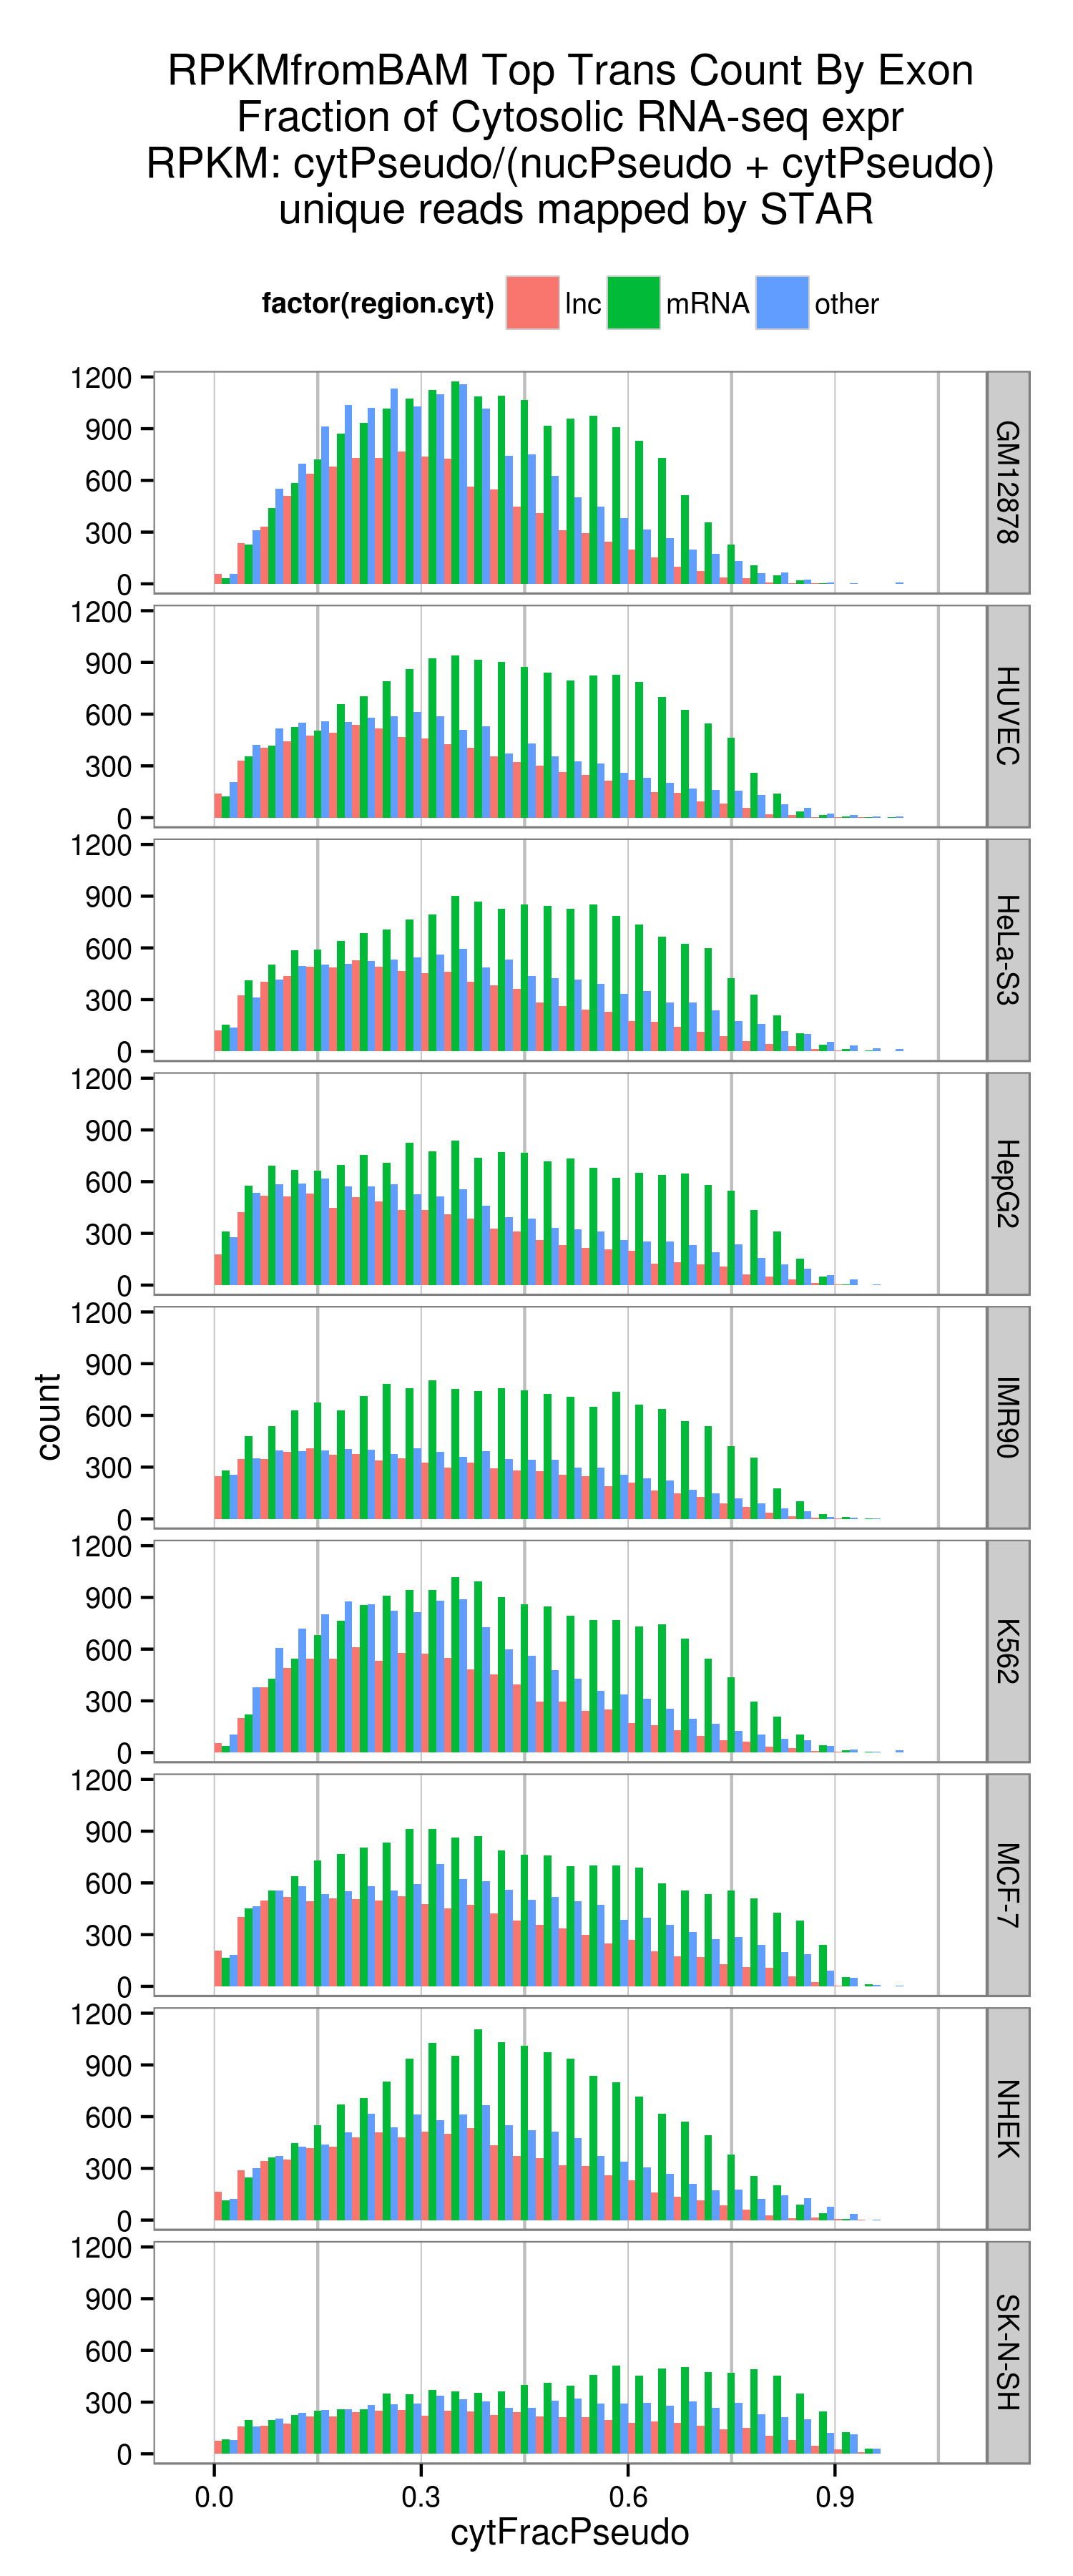 RPKMfromBAM Top Trans Count By Exon
Fraction of Cytosolic RNA-seq expr
RPKM: cytPseudo/(nucPseudo + cytPseudo)
unique reads mapped by STAR
factor(region.cyt) lnc mRNA other
1200
900
600
300
0
GM12878
1200
900
600
300
0
HUVEC
1200
900
600
300
0
HeLa-S3
1200
900
600
300
0
HepG2
1200
900
600
300
0
IMR90
count
1200
900
600
300
0
K562
1200
900
600
300
0
MCF-7
1200
900
600
300
0
NHEK
1200
900
600
300
0
SK-N-SH
0.0 0.3 0.6 0.9
cytFracPseudo